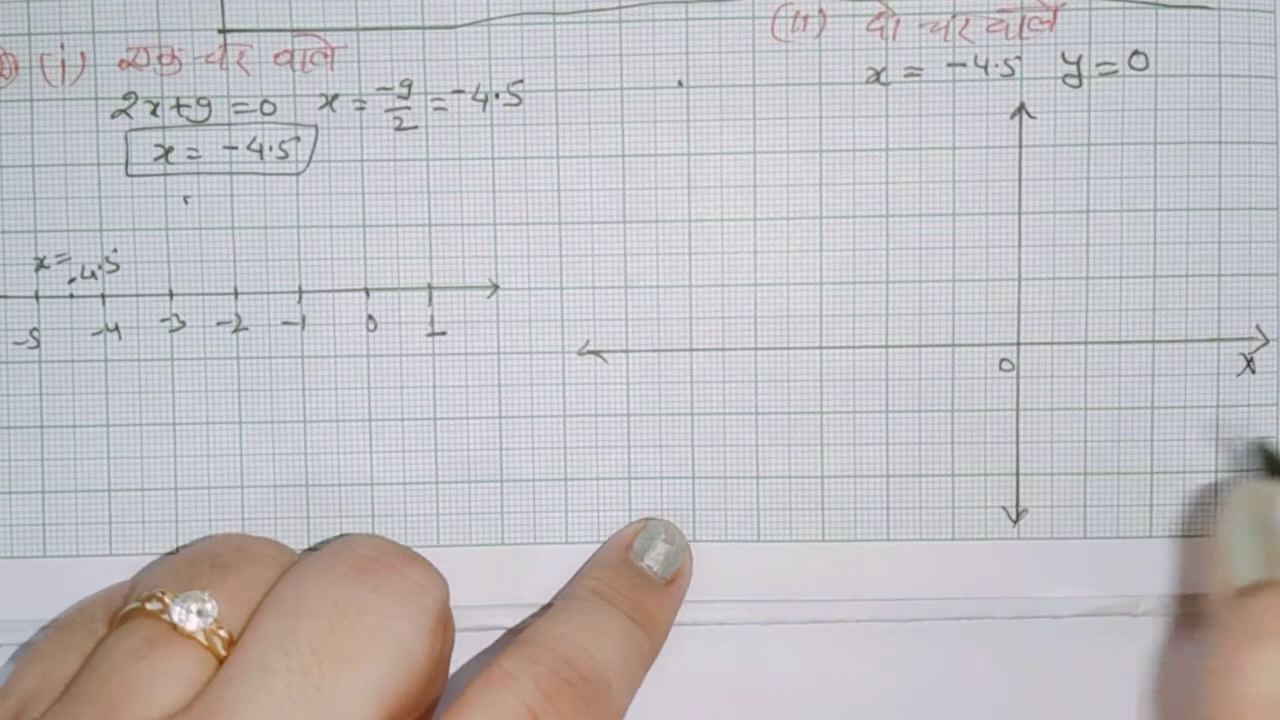 (i) एक चर वाले
2x+9 =0 x = -9/2 = -4.5
x = -4.5
x= -4.5
-5 -4 -3 -2 -1 0 1
(ii) दो चर वाले
x = -4.5 y=0
0
X